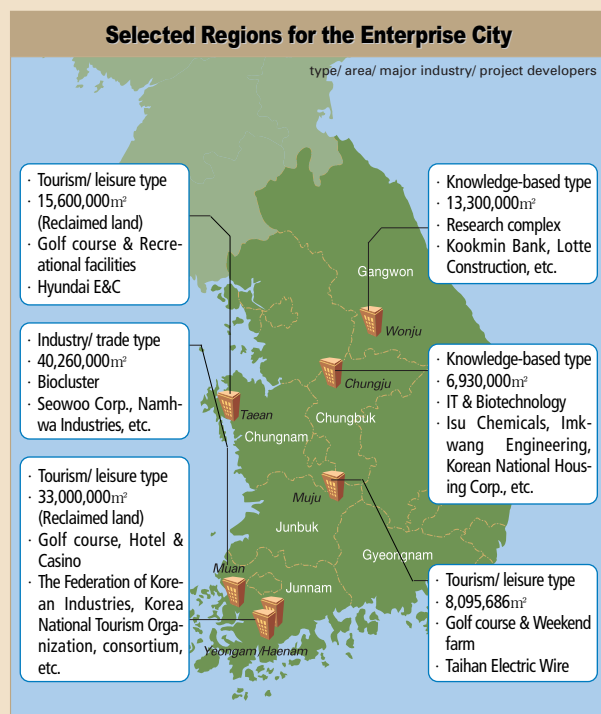 Selected Regions for the Enterprise City
type/ area/ major industry/ project developers
· Tourism/ leisure type
· 15,600,000m²
(Reclaimed land)
· Golf course & Recre-
ational facilities
· Hyundai E&C
· Industry/ trade type
· 40,260,000m²
· Biocluster
· Seowoo Corp., Namh-
wa Industries, etc.
· Tourism/ leisure type
· 33,000,000m²
(Reclaimed land)
· Golf course, Hotel &
Casino
· The Federation of Kore-
an Industries, Korea
National Tourism Orga-
nization, consortium,
etc.
· Knowledge-based type
· 13,300,000m²
· Research complex
· Kookmin Bank, Lotte
Construction, etc.
· Knowledge-based type
· 6,930,000m²
· IT & Biotechnology
· Isu Chemicals, Imk-
wang Engineering,
Korean National Hous-
ing Corp., etc.
· Tourism/ leisure type
· 8,095,686m²
· Golf course & Weekend
farm
· Taihan Electric Wire
Gangwon
Wonju
Chungju
Taean
Chungbuk
Chungnam
Muju
Junbuk
Gyeongnam
Muan
Junnam
Yeongam/Haenam